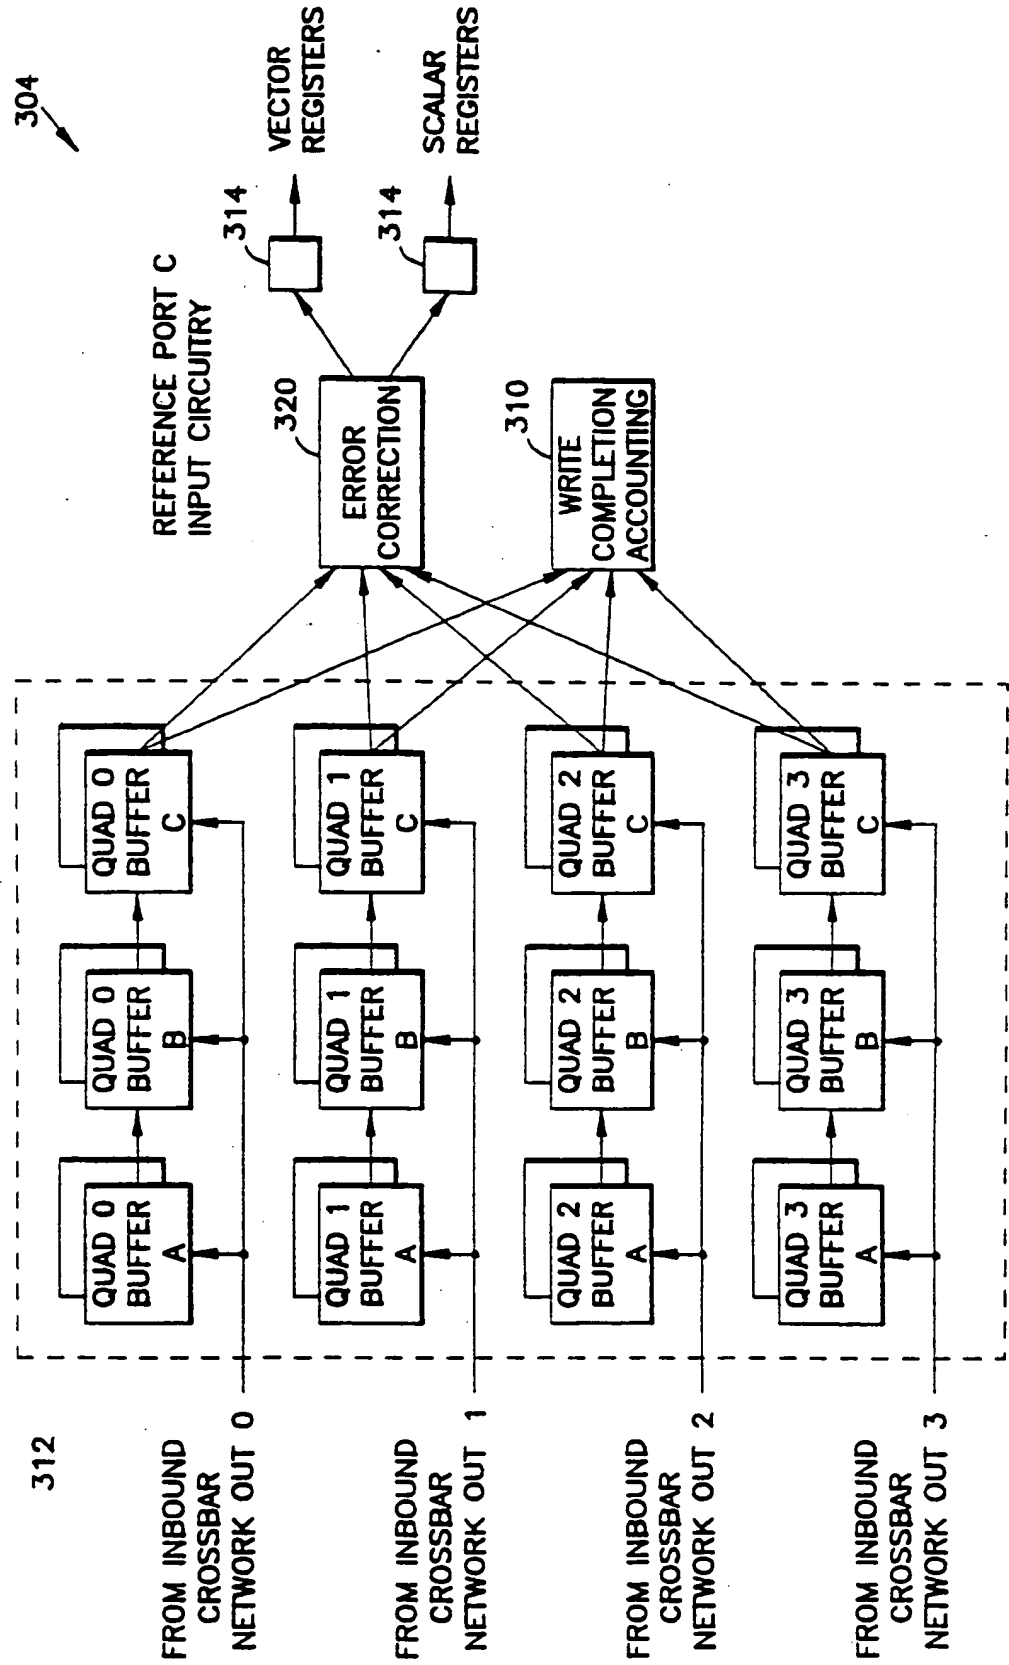 304
REFERENCE PORT C
INPUT CIRCUITRY
VECTOR
REGISTERS
SCALAR
REGISTERS
314
314
320
ERROR
CORRECTION
310
WRITE
COMPLETION
ACCOUNTING
312
FROM INBOUND
CROSSBAR
NETWORK OUT 0
QUAD 0
BUFFER
A
QUAD 0
BUFFER
B
QUAD 0
BUFFER
C
FROM INBOUND
CROSSBAR
NETWORK OUT 1
QUAD 1
BUFFER
A
QUAD 1
BUFFER
B
QUAD 1
BUFFER
C
FROM INBOUND
CROSSBAR
NETWORK OUT 2
QUAD 2
BUFFER
A
QUAD 2
BUFFER
B
QUAD 2
BUFFER
C
FROM INBOUND
CROSSBAR
NETWORK OUT 3
QUAD 3
BUFFER
A
QUAD 3
BUFFER
B
QUAD 3
BUFFER
C